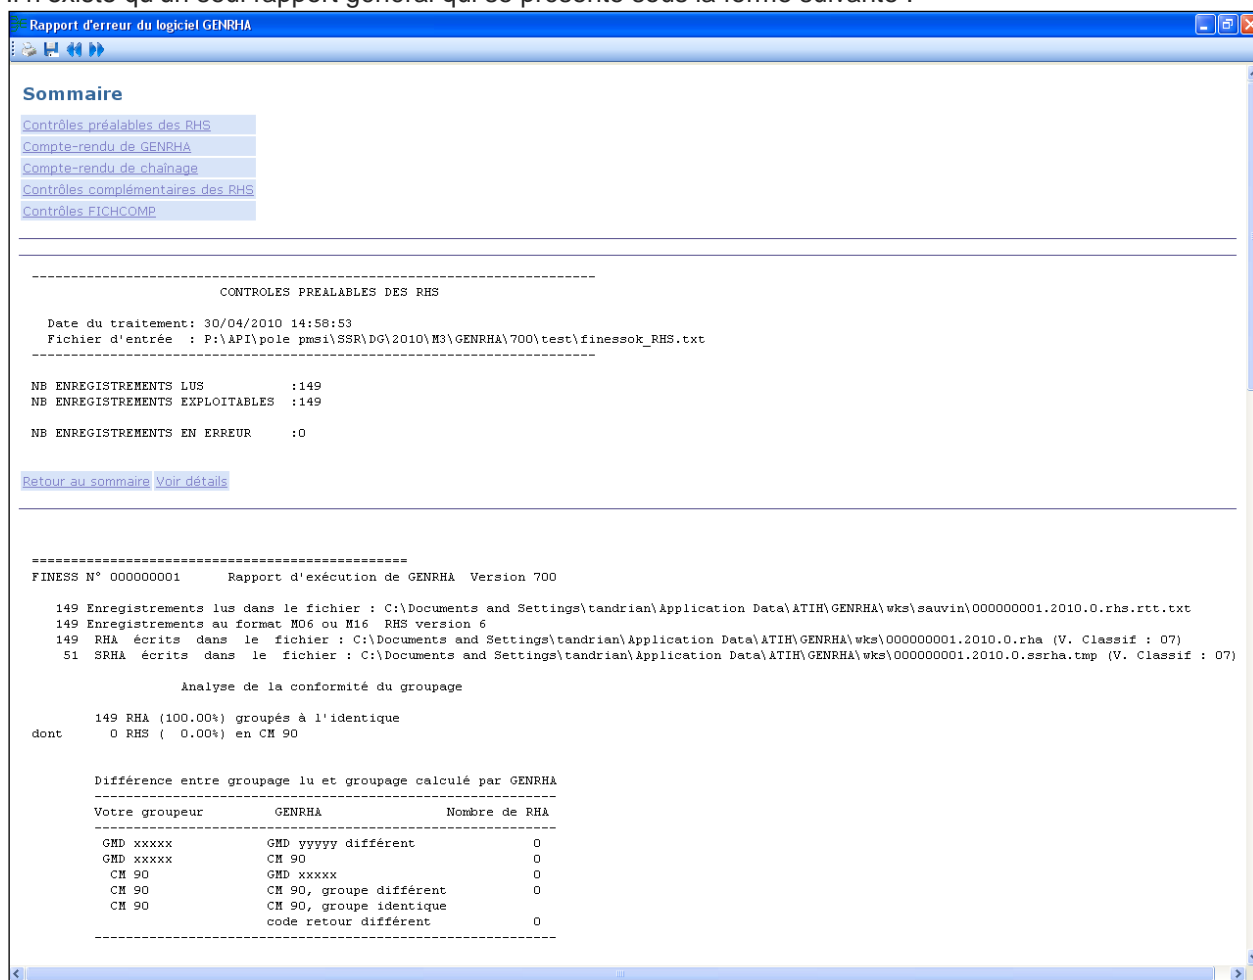 Il n'existe qu'un seul rapport général qui se présente sous la forme suivante :
Rapport d'erreur du logiciel GENRHA
Sommaire
Contrôles préalables des RHS
Compte-rendu de GENRHA
Compte-rendu de chaînage
Contrôles complémentaires des RHS
Contrôles FICHCOMP
------------------------------------------------------------------------
CONTROLES PREALABLES DES RHS
Date du traitement: 30/04/2010 14:58:53
Fichier d'entrée : P:\API\pole pmsi\SSR\DG\2010\M3\GENRHA\700\test\finessok_RHS.txt
------------------------------------------------------------------------
NB ENREGISTREMENTS LUS :149
NB ENREGISTREMENTS EXPLOITABLES :149
NB ENREGISTREMENTS EN ERREUR :0
Retour au sommaire Voir détails
================================================
FINESS N° 000000001 Rapport d'exécution de GENRHA Version 700
149 Enregistrements lus dans le fichier : C:\Documents and Settings\tandrian\Application Data\ATIH\GENRHA\wks\sauvin\000000001.2010.0.rhs.rtt.txt
149 Enregistrements au format M06 ou M16 RHS version 6
149 RHA écrits dans le fichier : C:\Documents and Settings\tandrian\Application Data\ATIH\GENRHA\wks\000000001.2010.0.rha (V. Classif : 07)
51 SRHA écrits dans le fichier : C:\Documents and Settings\tandrian\Application Data\ATIH\GENRHA\wks\000000001.2010.0.ssrha.tmp (V. Classif : 07)
Analyse de la conformité du groupage
149 RHA (100.00%) groupés à l'identique
dont 0 RHS ( 0.00%) en CM 90
Différence entre groupage lu et groupage calculé par GENRHA
-----------------------------------------------------------
Votre groupeur GENRHA Nombre de RHA
-----------------------------------------------------------
GMD xxxxx GMD yyyyy différent 0
GMD xxxxx CM 90 0
CM 90 GMD xxxxx 0
CM 90 CM 90, groupe différent 0
CM 90 CM 90, groupe identique
code retour différent 0
-----------------------------------------------------------